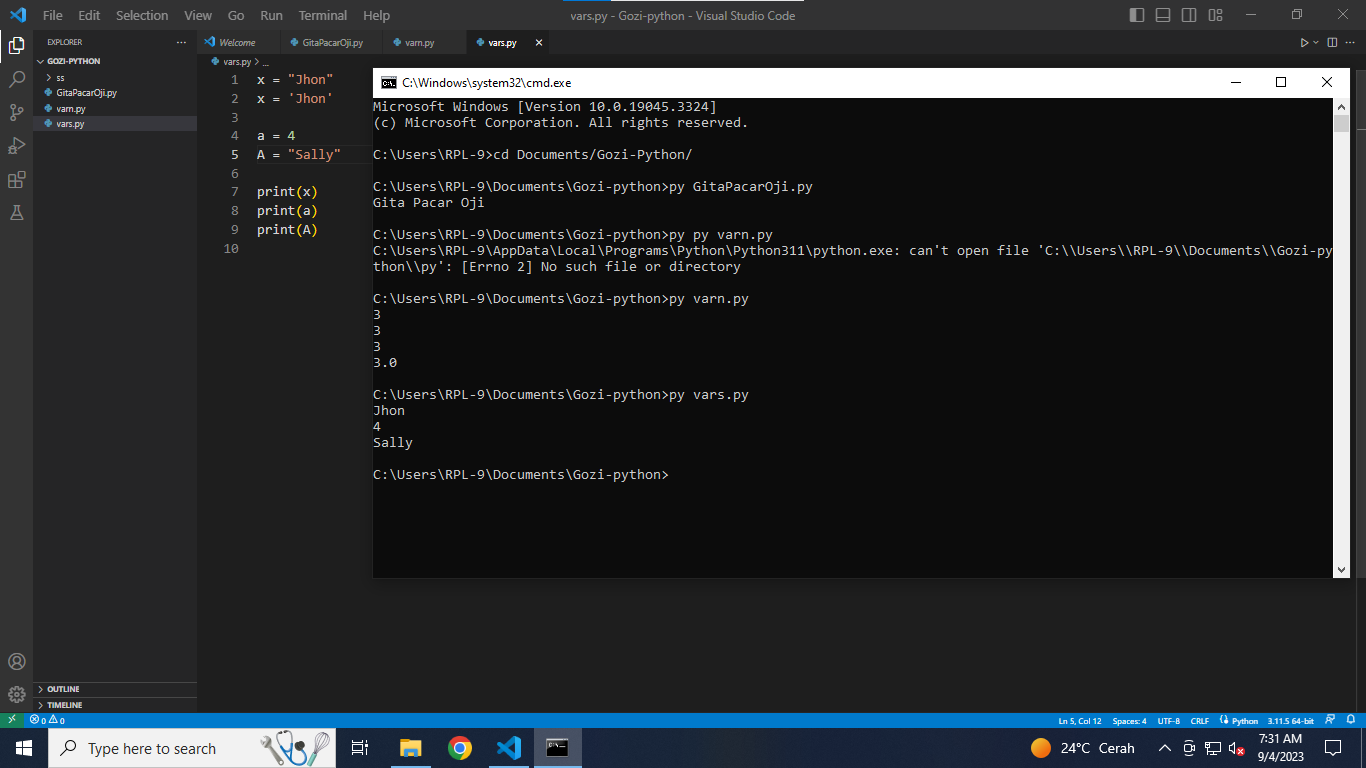 File Edit Selection View Go Run Terminal Help
vars.py - Gozi-python - Visual Studio Code
EXPLORER
GOZI-PYTHON
ss
GitaPacarOji.py
varn.py
vars.py
OUTLINE
TIMELINE
Welcome GitaPacarOji.py varn.py vars.py
vars.py > ...
1 x = "Jhon"
2 x = 'Jhon'
3
4 a = 4
5 A = "Sally"
6
7 print(x)
8 print(a)
9 print(A)
10
C:\Windows\system32\cmd.exe
Microsoft Windows [Version 10.0.19045.3324]
(c) Microsoft Corporation. All rights reserved.
C:\Users\RPL-9>cd Documents/Gozi-Python/
C:\Users\RPL-9\Documents\Gozi-python>py GitaPacarOji.py
Gita Pacar Oji
C:\Users\RPL-9\Documents\Gozi-python>py py varn.py
C:\Users\RPL-9\AppData\Local\Programs\Python\Python311\python.exe: can't open file 'C:\\Users\\RPL-9\\Documents\\Gozi-py
thon\\py': [Errno 2] No such file or directory
C:\Users\RPL-9\Documents\Gozi-python>py varn.py
3
3
3
3.0
C:\Users\RPL-9\Documents\Gozi-python>py vars.py
Jhon
4
Sally
C:\Users\RPL-9\Documents\Gozi-python>
0 0
Ln 5, Col 12 Spaces: 4 UTF-8 CRLF Python 3.11.5 64-bit
Type here to search
24°C Cerah
7:31 AM
9/4/2023